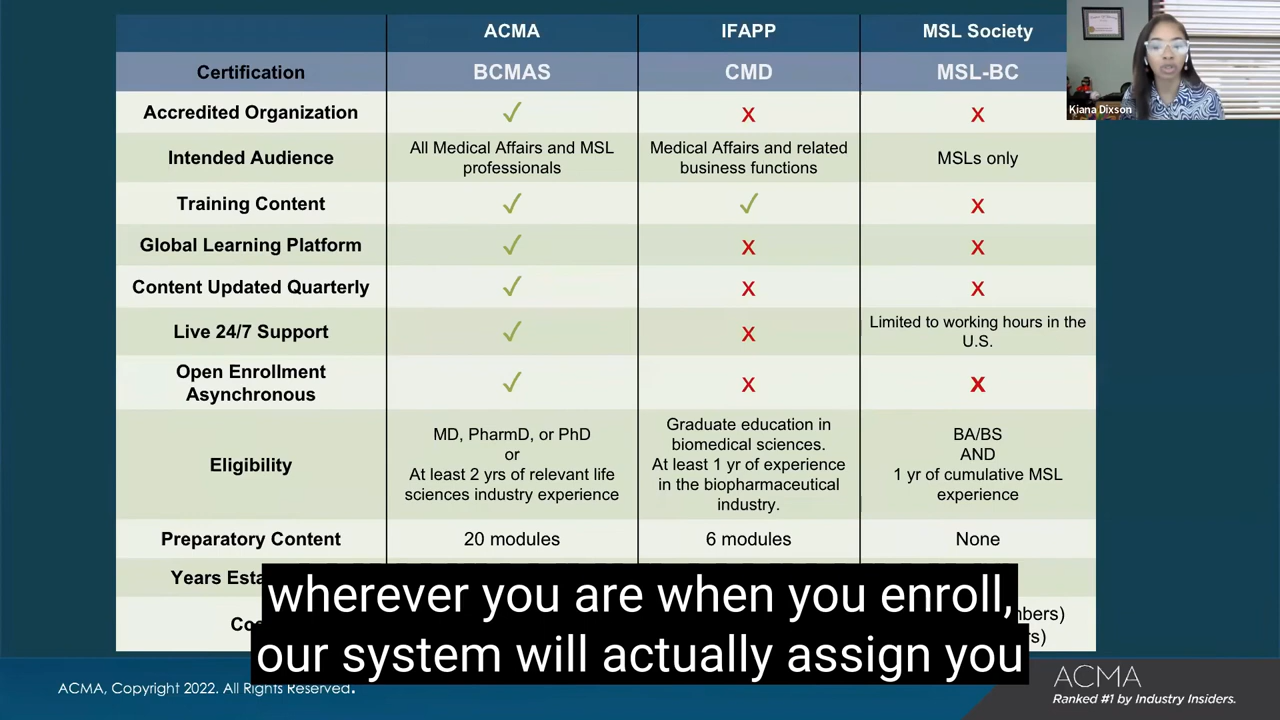 ACMA IFAPP MSL Society
Certification BCMAS CMD MSL-BC
Kiana Dixson
Accredited Organization ✓ X X
Intended Audience
All Medical Affairs and MSL
professionals
Medical Affairs and related
business functions
MSLs only
Training Content ✓ ✓ X
Global Learning Platform ✓ X X
Content Updated Quarterly ✓ X X
Live 24/7 Support ✓ X
Limited to working hours in the
U.S.
Open Enrollment
Asynchronous
✓ X X
Eligibility
MD, PharmD, or PhD
or
At least 2 yrs of relevant life
sciences industry experience
Graduate education in
biomedical sciences.
At least 1 yr of experience
in the biopharmaceutical
industry.
BA/BS
AND
1 yr of cumulative MSL
experience
Preparatory Content 20 modules 6 modules None
Years
wherever you are when you enroll,
our system will actually assign you
ACMA, Copyright 2022. All Rights Reserved.
ACMA
Ranked #1 by Industry Insiders.